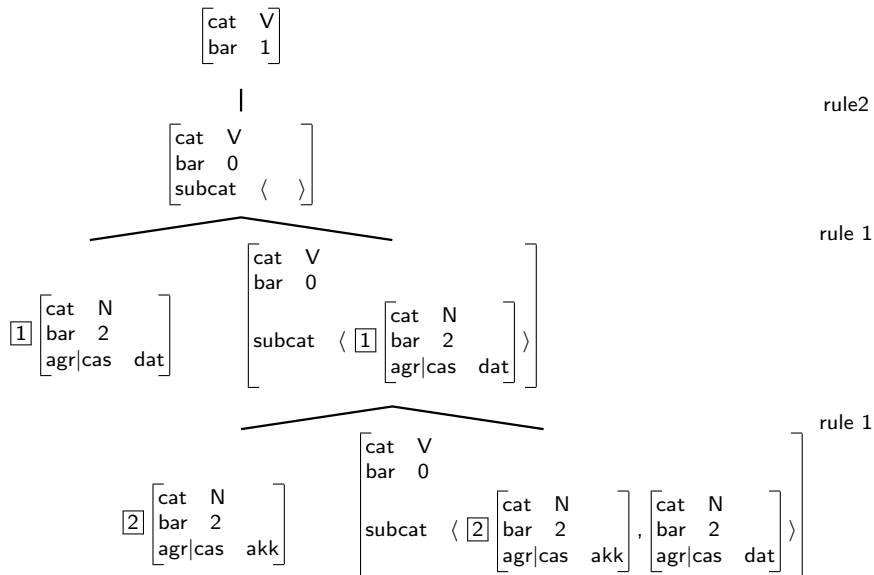 cat V
bar 1
rule2
cat V
bar 0
subcat ⟨ ⟩
rule 1
1 cat N
bar 2
agr|cas dat
cat V
bar 0
subcat ⟨ 1 cat N
bar 2
agr|cas dat ⟩
rule 1
2 cat N
bar 2
agr|cas akk
cat V
bar 0
subcat ⟨ 2 cat N
bar 2
agr|cas akk ,
cat N
bar 2
agr|cas dat ⟩